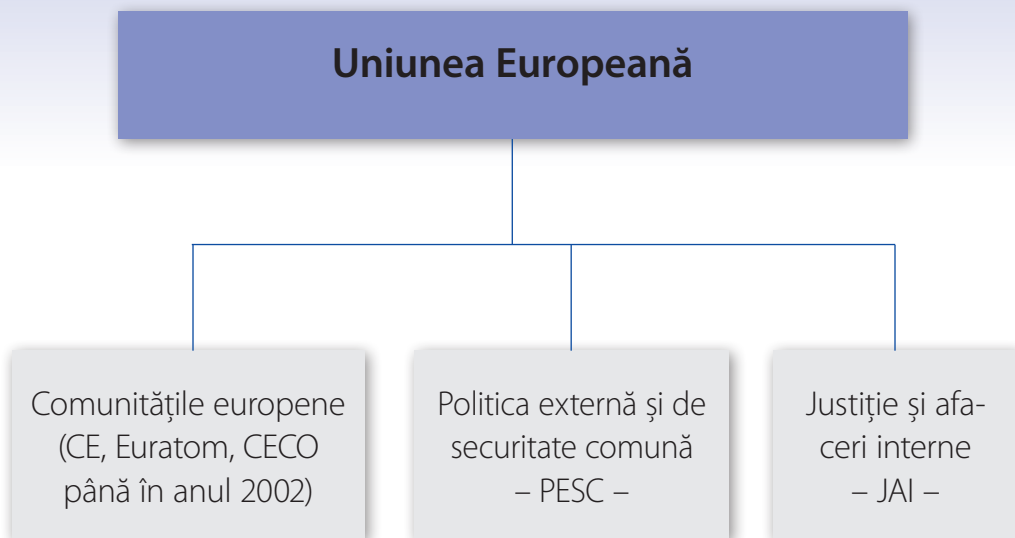 Uniunea Europeană
Comunitățile europene
(CE, Euratom, CECO
până în anul 2002)
Politica externă și de
securitate comună
– PESC –
Justiție și afa-
ceri interne
– JAI –